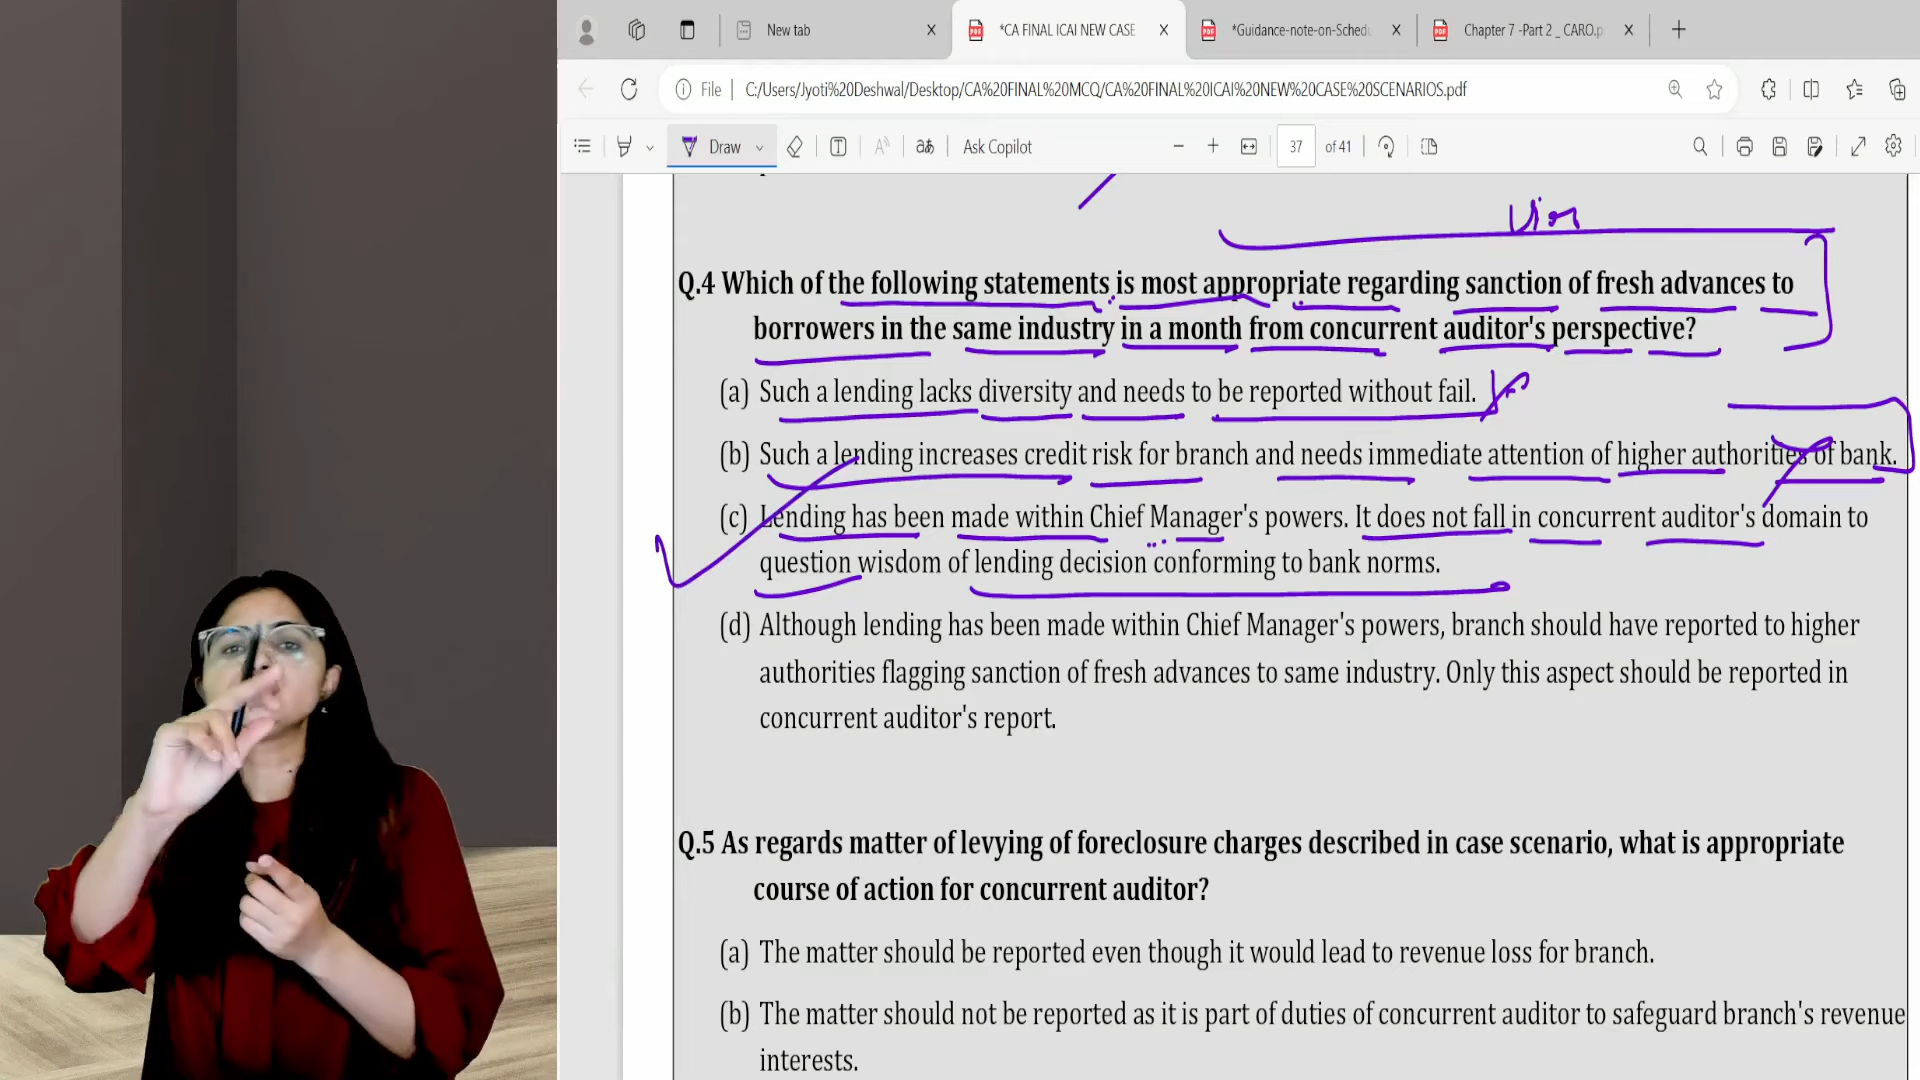 New tab
*CA FINAL ICAI NEW CASE
*Guidance-note-on-Schedu
Chapter 7 -Part 2 _ CARO.p
File
C:/Users/Jyoti%20Deshwal/Desktop/CA%20FINAL%20MCQ/CA%20FINAL%20ICAI%20NEW%20CASE%20SCENARIOS.pdf
Draw
Ask Copilot
37 of 41
Q.4 Which of the following statements is most appropriate regarding sanction of fresh advances to
borrowers in the same industry in a month from concurrent auditor's perspective?
(a) Such a lending lacks diversity and needs to be reported without fail.
(b) Such a lending increases credit risk for branch and needs immediate attention of higher authorities of bank.
(c) Lending has been made within Chief Manager's powers. It does not fall in concurrent auditor's domain to
question wisdom of lending decision conforming to bank norms.
(d) Although lending has been made within Chief Manager's powers, branch should have reported to higher
authorities flagging sanction of fresh advances to same industry. Only this aspect should be reported in
concurrent auditor's report.
Q.5 As regards matter of levying of foreclosure charges described in case scenario, what is appropriate
course of action for concurrent auditor?
(a) The matter should be reported even though it would lead to revenue loss for branch.
(b) The matter should not be reported as it is part of duties of concurrent auditor to safeguard branch's revenue
interests.